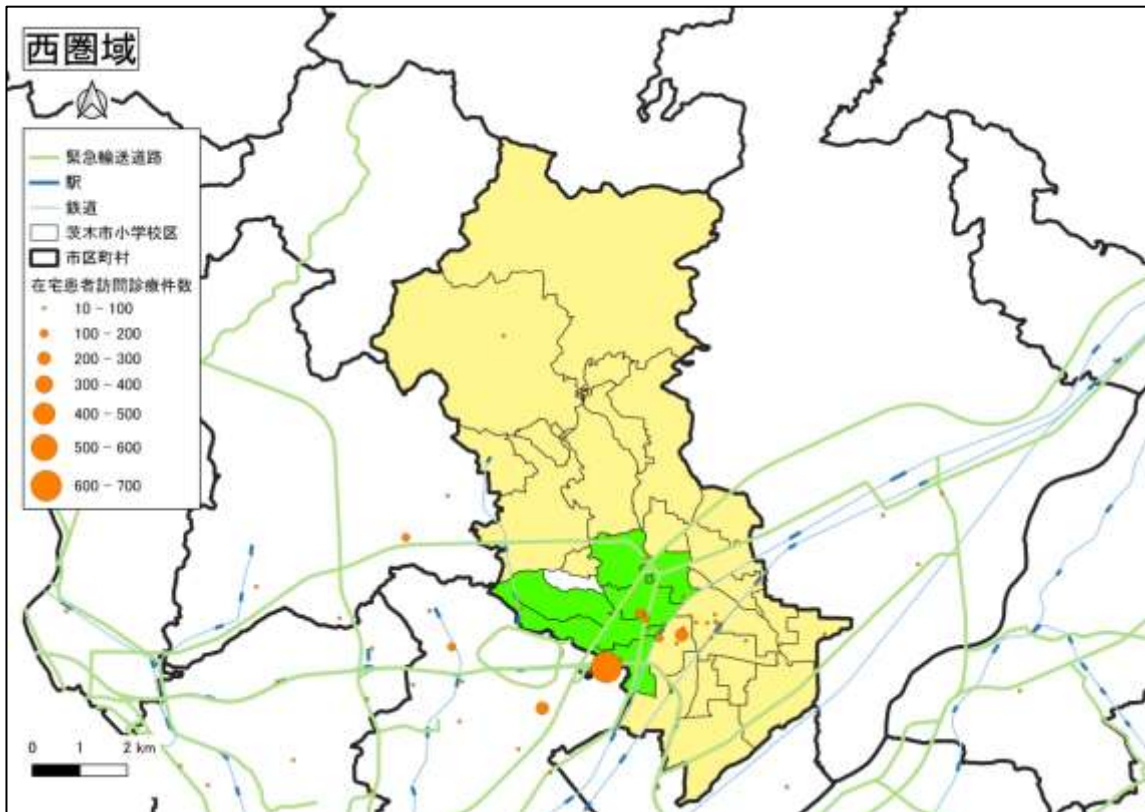 西圏域
緊急輸送道路
駅
鉄道
茨木市小学校区
市区町村
在宅患者訪問診療件数
10 - 100
100 - 200
200 - 300
300 - 400
400 - 500
500 - 600
600 - 700
0 1 2 km